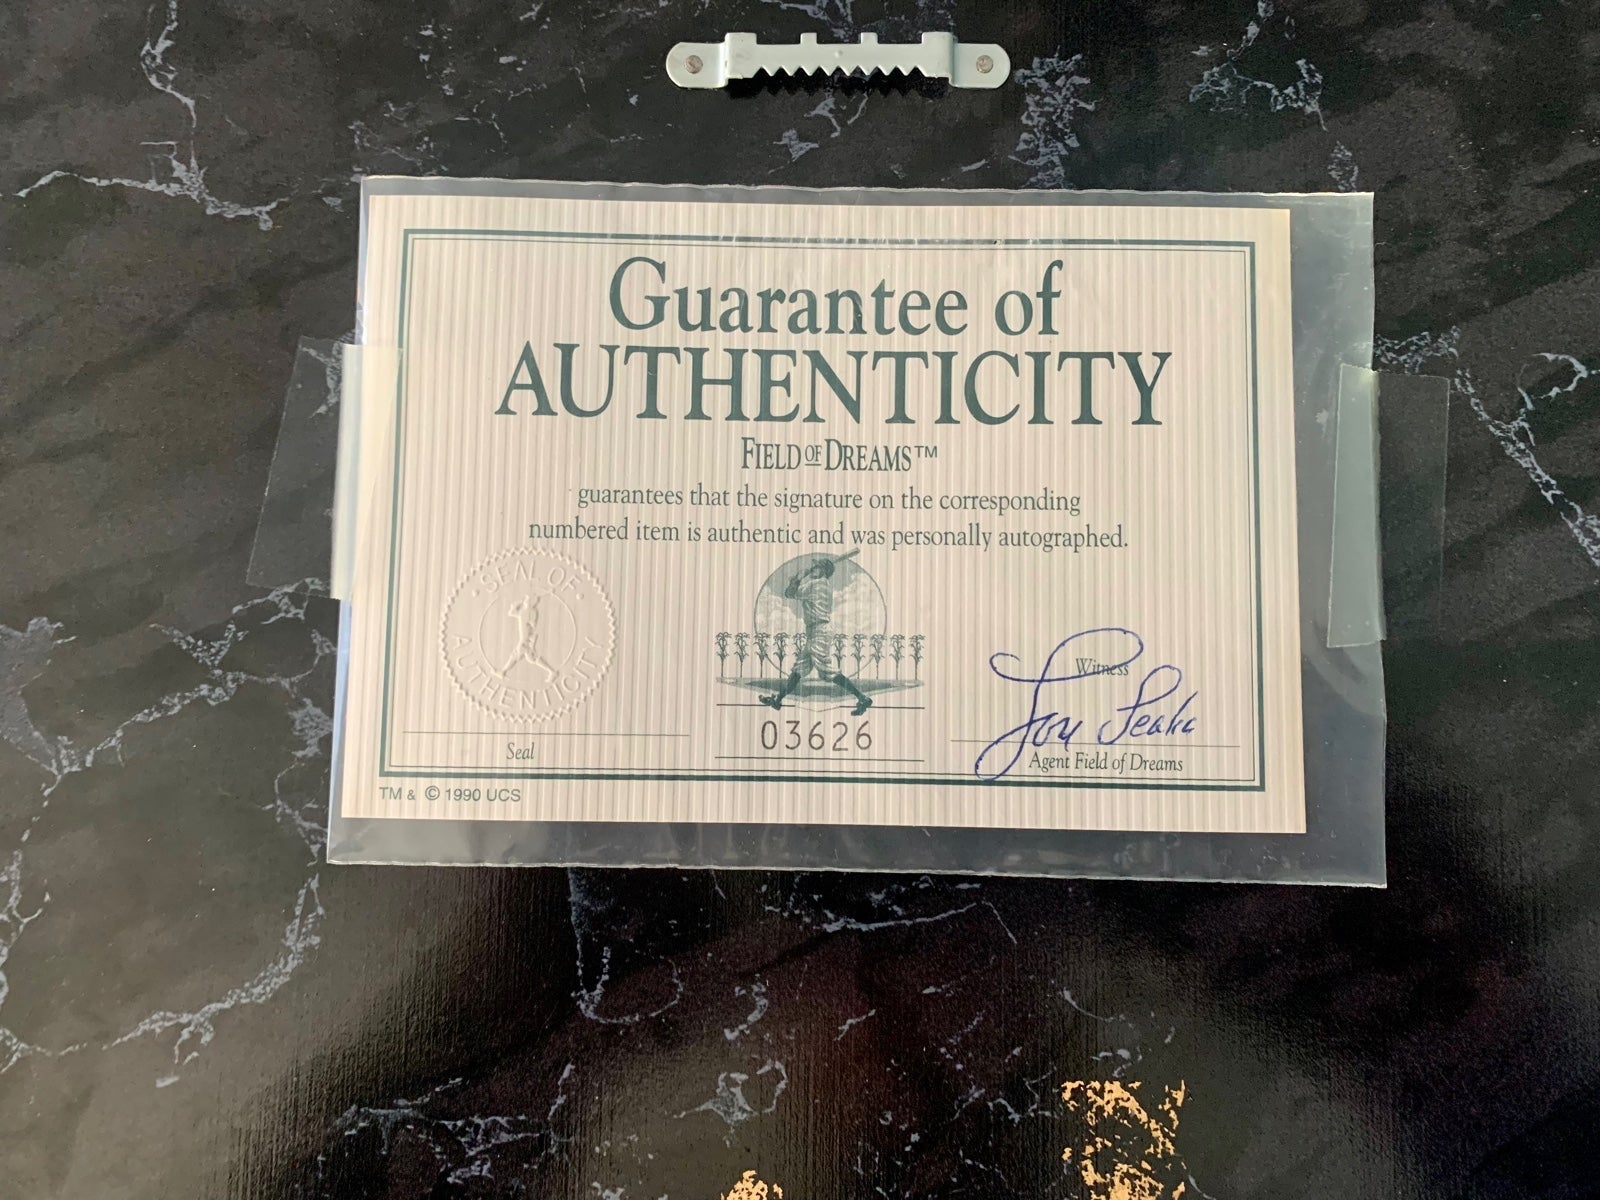 Guarantee of
AUTHENTICITY
FIELD OF DREAMS™
guarantees that the signature on the corresponding
numbered item is authentic and was personally autographed.
SEAL OF
AUTHENTICITY
Witness
03626
Seal
Agent Field of Dreams
TM & © 1990 UCS